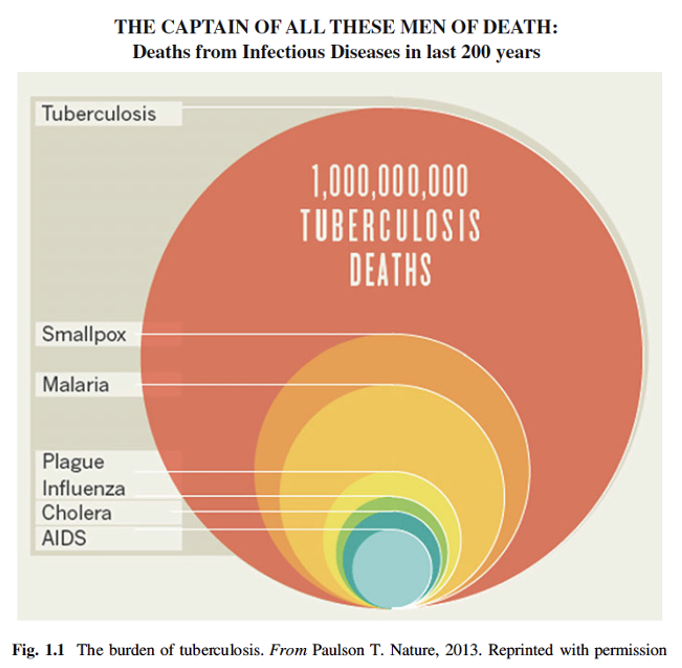 THE CAPTAIN OF ALL THESE MEN OF DEATH:
Deaths from Infectious Diseases in last 200 years
Tuberculosis
1,000,000,000
TUBERCULOSIS
DEATHS
Smallpox
Malaria
Plague
Influenza
Cholera
AIDS
Fig. 1.1 The burden of tuberculosis. From Paulson T. Nature, 2013. Reprinted with permission